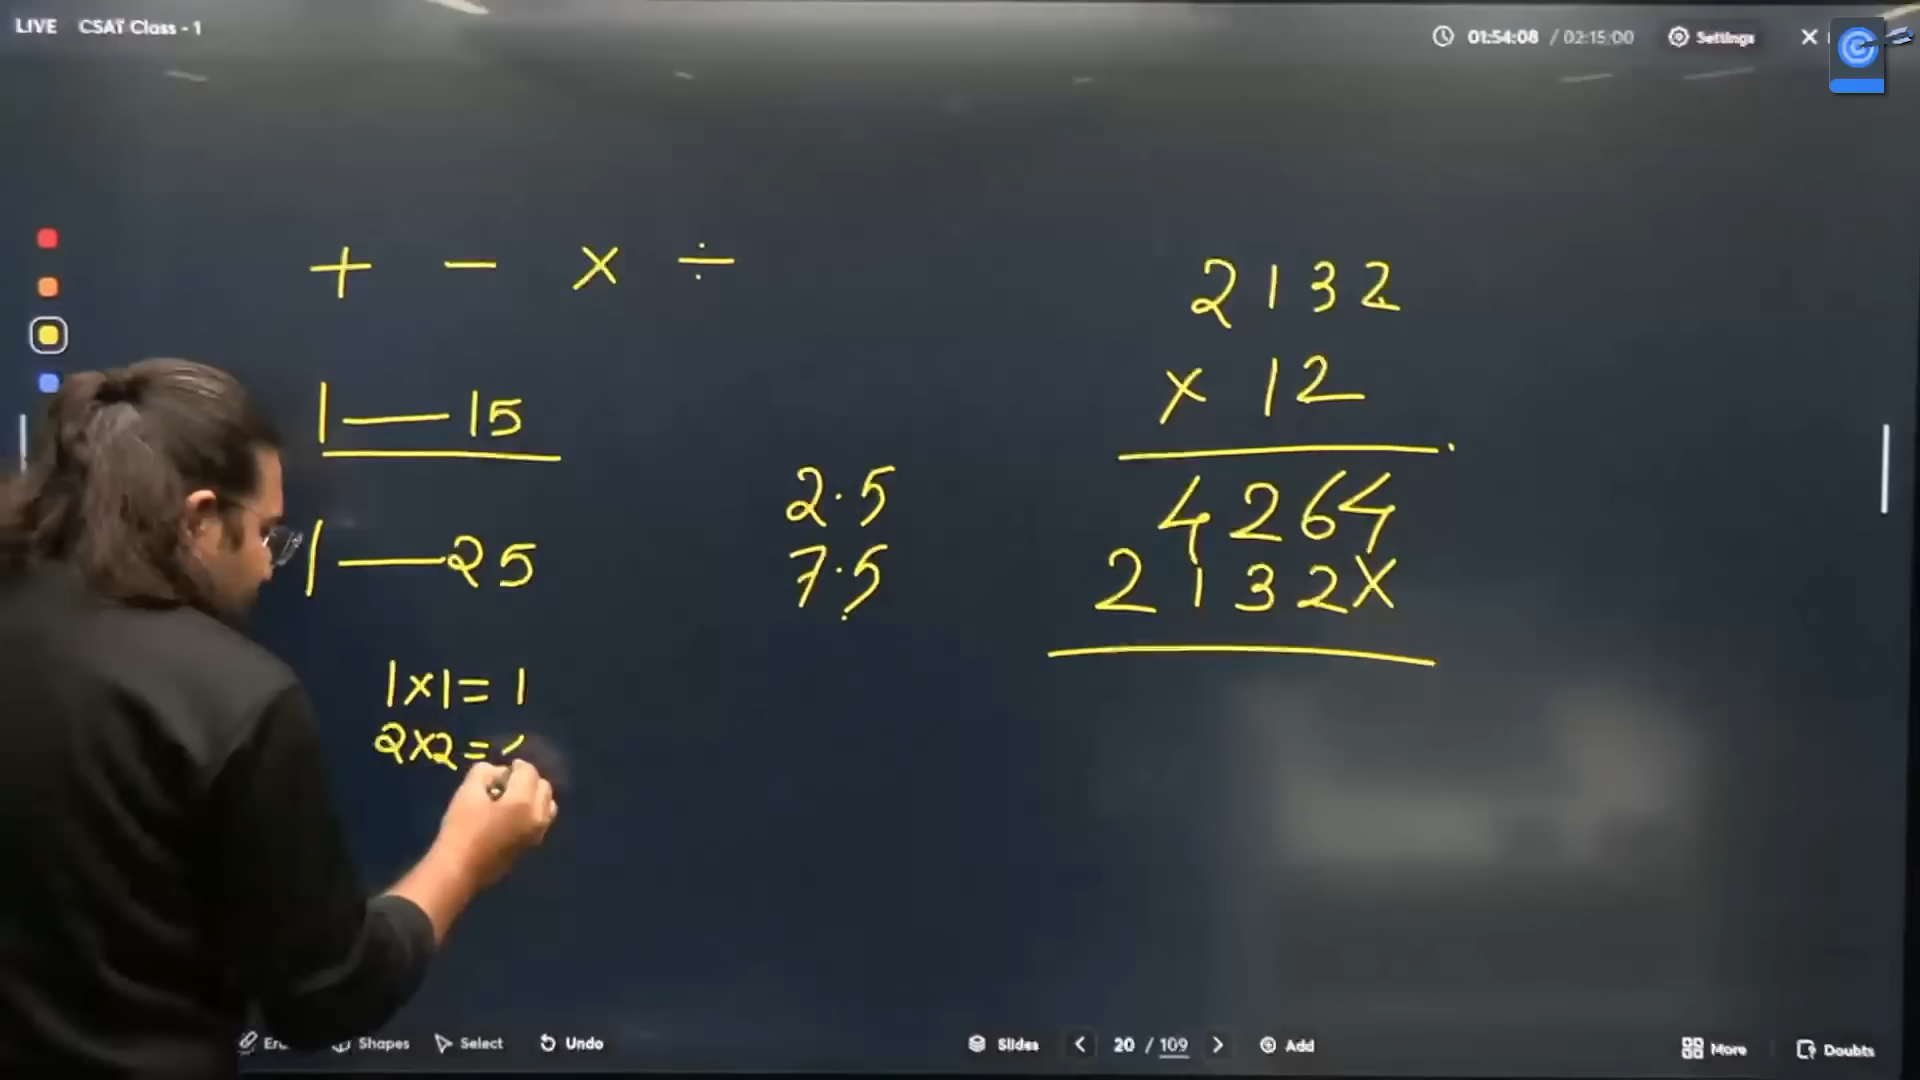 LIVE CSAT Class - 1
01:54:08 / 02:15:00 Settings
+ - × ÷
1—15
1—25
1×1= 1
2×2=
2.5
7.5
2132
× 12
4264
2132×
Shapes Select Undo Slides 20 / 109 Add More Doubts